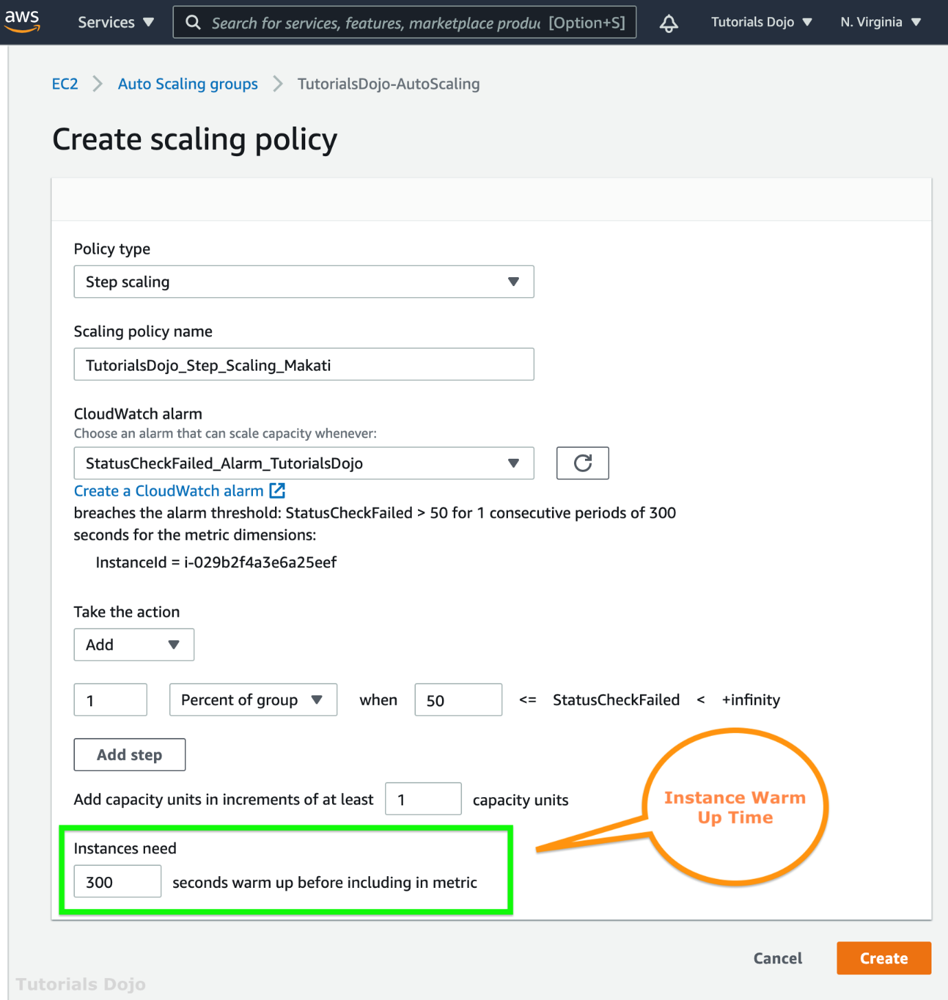 aws Services Search for services, features, marketplace produ [Option+S] Tutorials Dojo N. Virginia
EC2 Auto Scaling groups TutorialsDojo-AutoScaling
Create scaling policy
Policy type
Step scaling
Scaling policy name
TutorialsDojo_Step_Scaling_Makati
CloudWatch alarm
Choose an alarm that can scale capacity whenever:
StatusCheckFailed_Alarm_TutorialsDojo
Create a CloudWatch alarm
breaches the alarm threshold: StatusCheckFailed > 50 for 1 consecutive periods of 300
seconds for the metric dimensions:
InstanceId = i-029b2f4a3e6a25eef
Take the action
Add
1 Percent of group when 50 <= StatusCheckFailed < +infinity
Add step
Add capacity units in increments of at least 1 capacity units
Instance Warm
Up Time
Instances need
300 seconds warm up before including in metric
Cancel Create
Tutorials Dojo